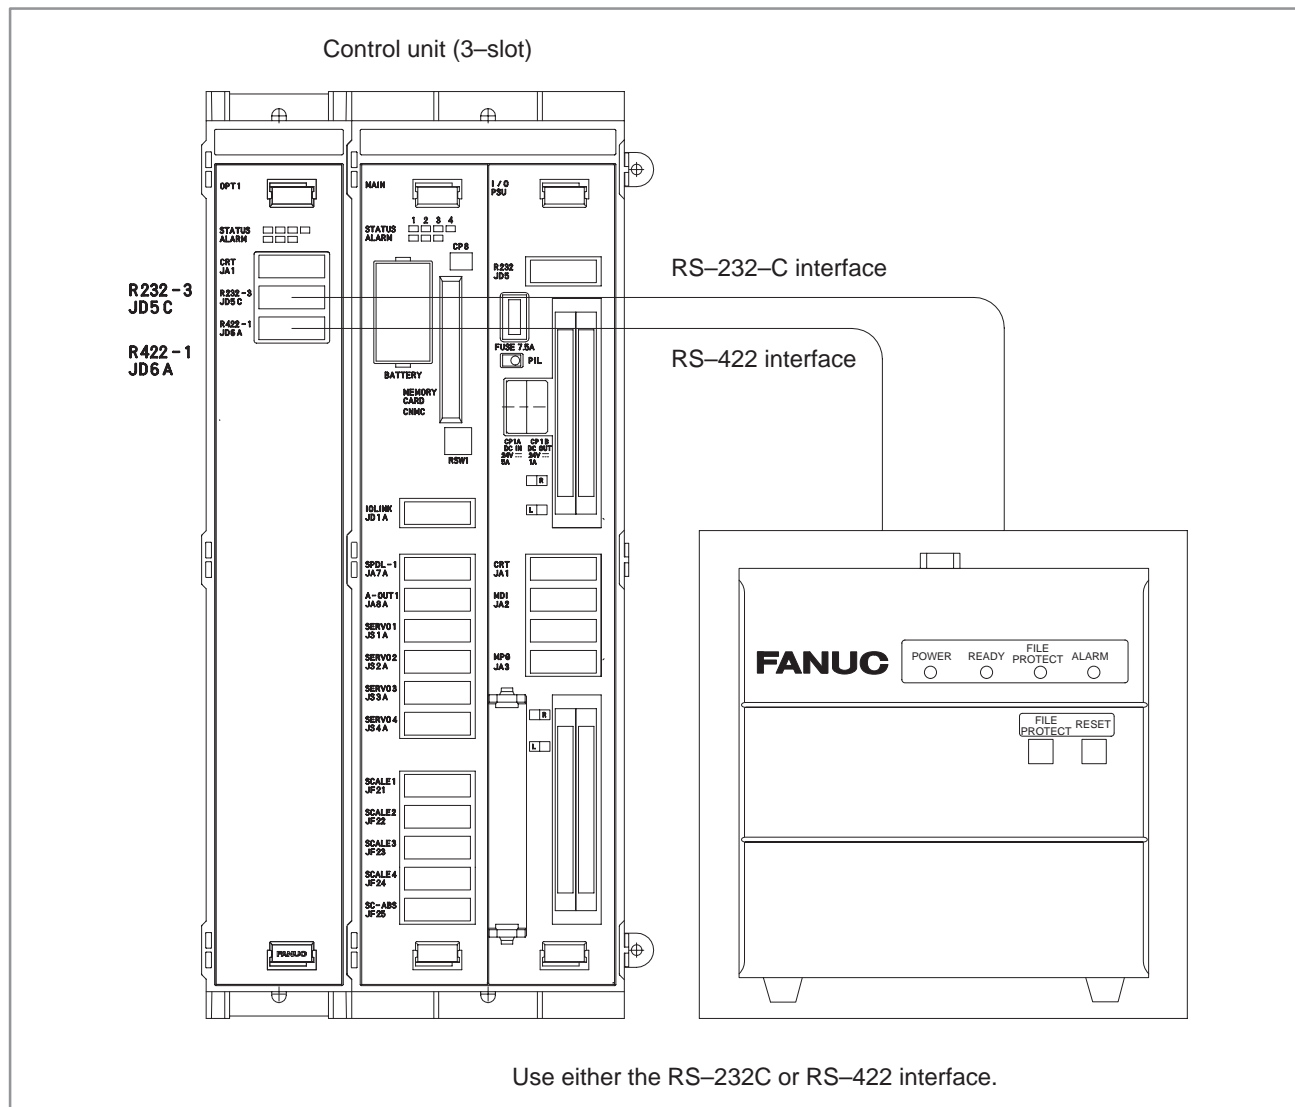 Control unit (3–slot)
OPT1
STATUS
ALARM
CRT
JA1
R232-3
JD5C
R422-1
JD6A
R232-3
JD5C
R422-1
JD6A
FANUC
MAIN
1 2 3 4
STATUS
ALARM
CP8
BATTERY
MEMORY
CARD
CNMC
RSW1
IOLINK
JD1A
SPDL-1
JA7A
A-OUT1
JA8A
SERVO1
JS1A
SERVO2
JS2A
SERVO3
JS3A
SERVO4
JS4A
SCALE1
JF21
SCALE2
JF22
SCALE3
JF23
SCALE4
JF24
SC-ABS
JF25
I/O
PSU
R232
JD5
FUSE 7.5A
PIL
CP1A CP1B
DC IN DC OUT
24V 24V
5A 1A
R
L
CRT
JA1
MDI
JA2
MPG
JA3
R
L
RS–232–C interface
RS–422 interface
FANUC
POWER READY FILE PROTECT ALARM
FILE PROTECT RESET
Use either the RS–232C or RS–422 interface.